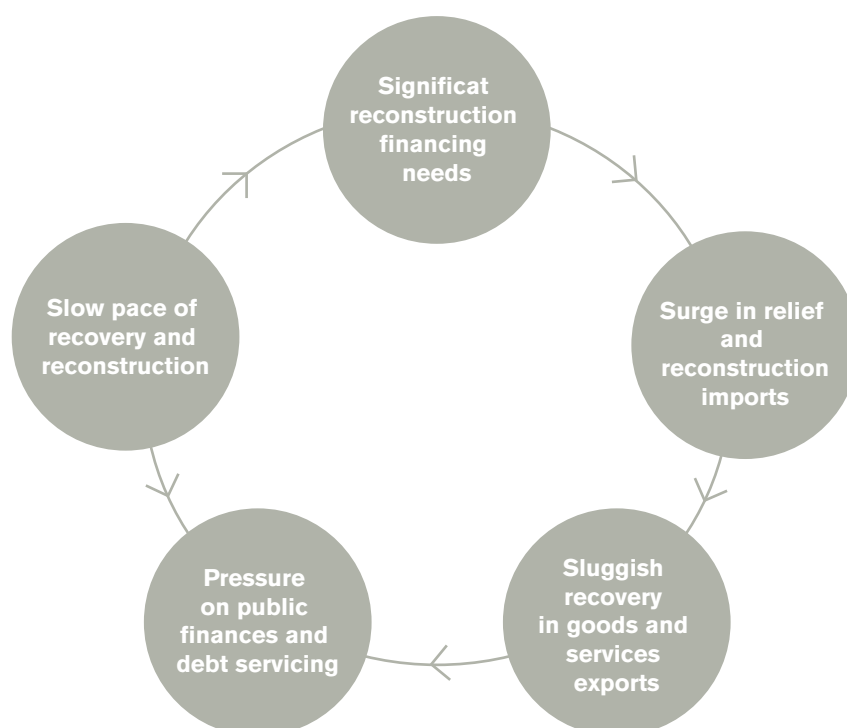 Significat
reconstruction
financing
needs
Surge in relief
and
reconstruction
imports
Sluggish
recovery
in goods and
services
exports
Pressure
on public
finances and
debt servicing
Slow pace of
recovery and
reconstruction